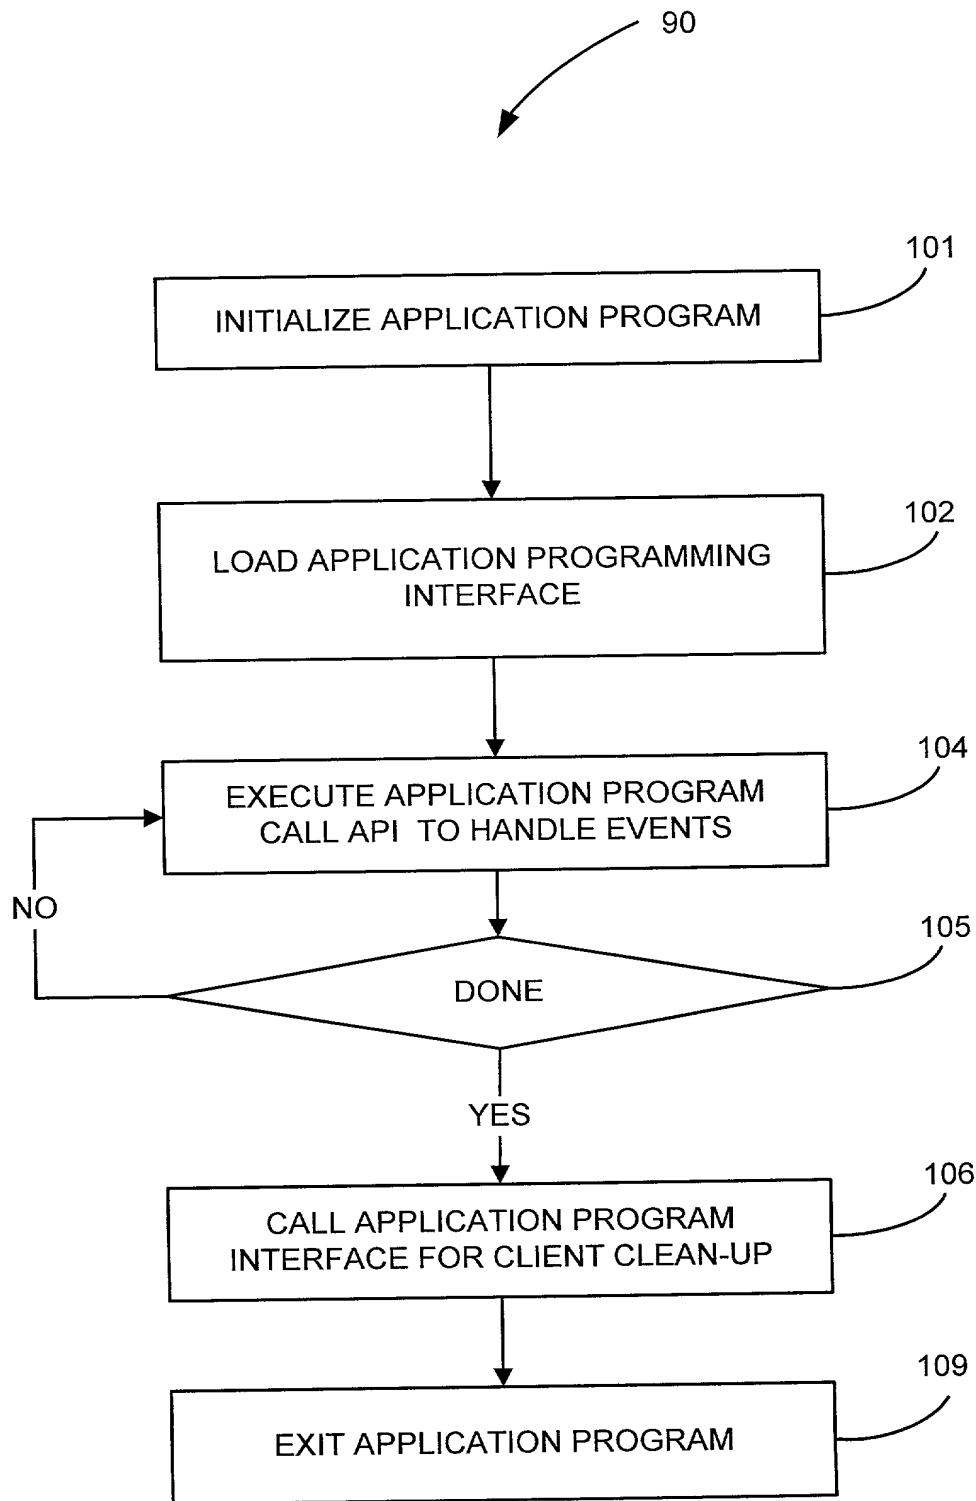 90
101
INITIALIZE APPLICATION PROGRAM
102
LOAD APPLICATION PROGRAMMING
INTERFACE
104
EXECUTE APPLICATION PROGRAM
CALL API TO HANDLE EVENTS
NO
105
DONE
YES
106
CALL APPLICATION PROGRAM
INTERFACE FOR CLIENT CLEAN-UP
109
EXIT APPLICATION PROGRAM